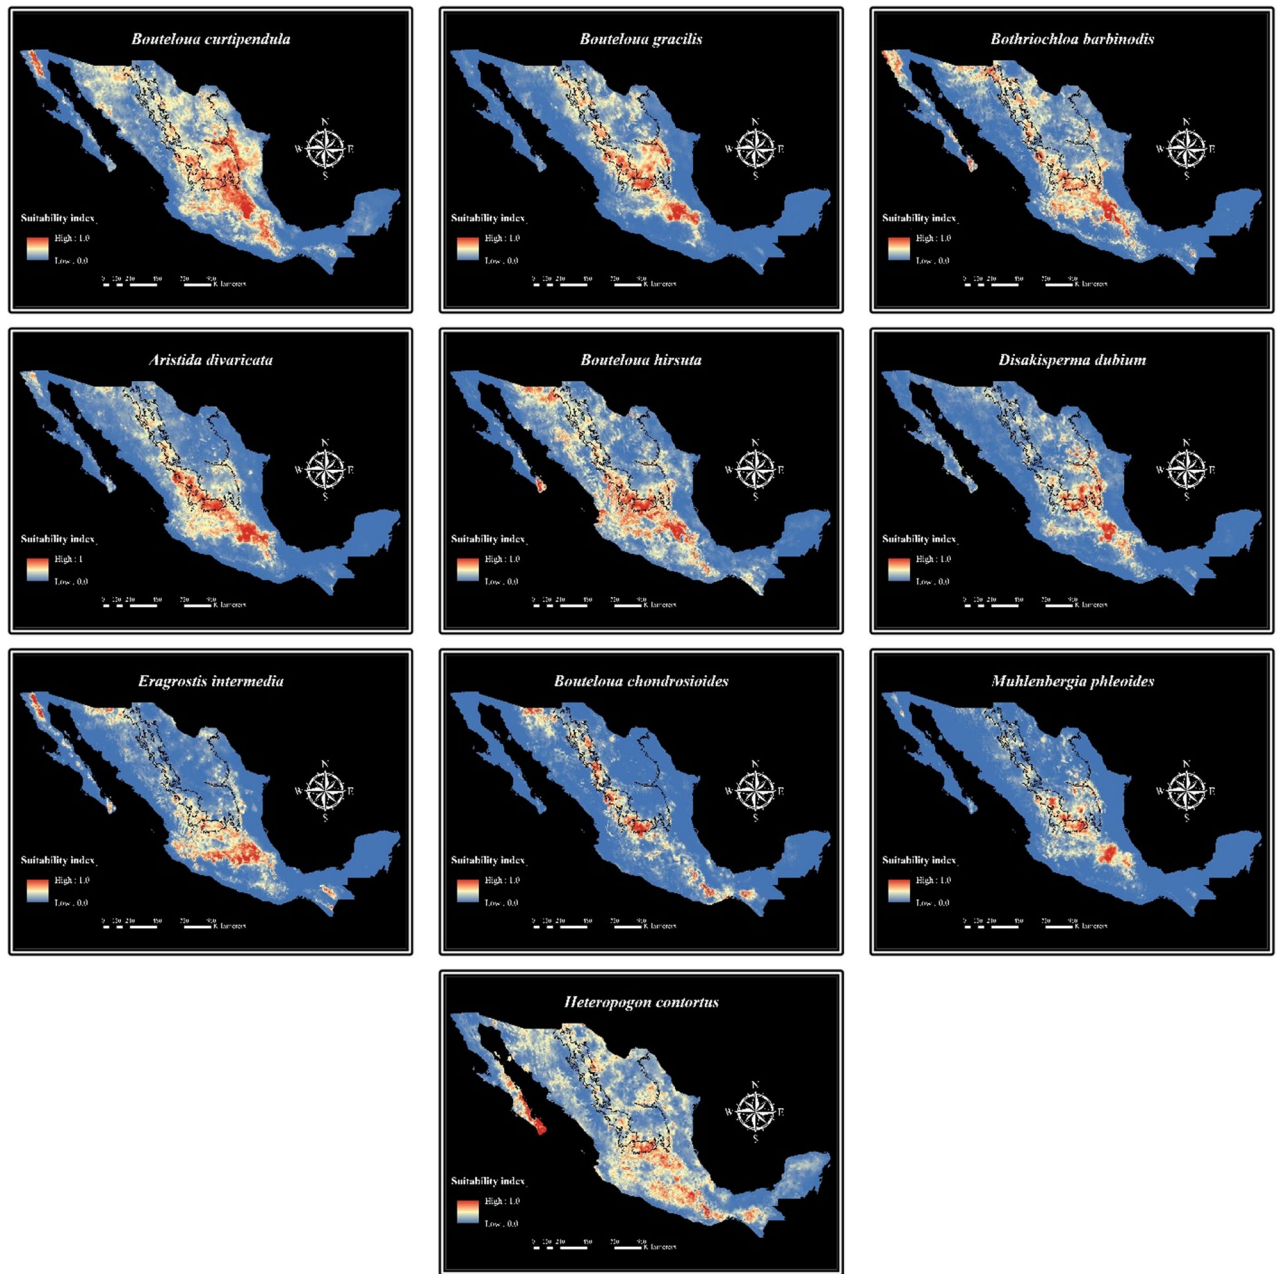 Bouteloua curtipendula
N
W E
S
Suitability index
High : 1.0
Low : 0.0
Bouteloua gracilis
N
W E
S
Suitability index
High : 1.0
Low : 0.0
Bothriochloa barbinodis
N
W E
S
Suitability index
High : 1.0
Low : 0.0
Aristida divaricata
N
W E
S
Suitability index
High : 1
Low : 0.0
Bouteloua hirsuta
N
W E
S
Suitability index
High : 1.0
Low : 0.0
Disakisperma dubium
N
W E
S
Suitability index
High : 1.0
Low : 0.0
Eragrostis intermedia
N
W E
S
Suitability index
High : 1.0
Low : 0.0
Bouteloua chondrosioides
N
W E
S
Suitability index
High : 1.0
Low : 0.0
Muhlenbergia phleoides
N
W E
S
Suitability index
High : 1.0
Low : 0.0
Heteropogon contortus
N
W E
S
Suitability index
High : 1.0
Low : 0.0